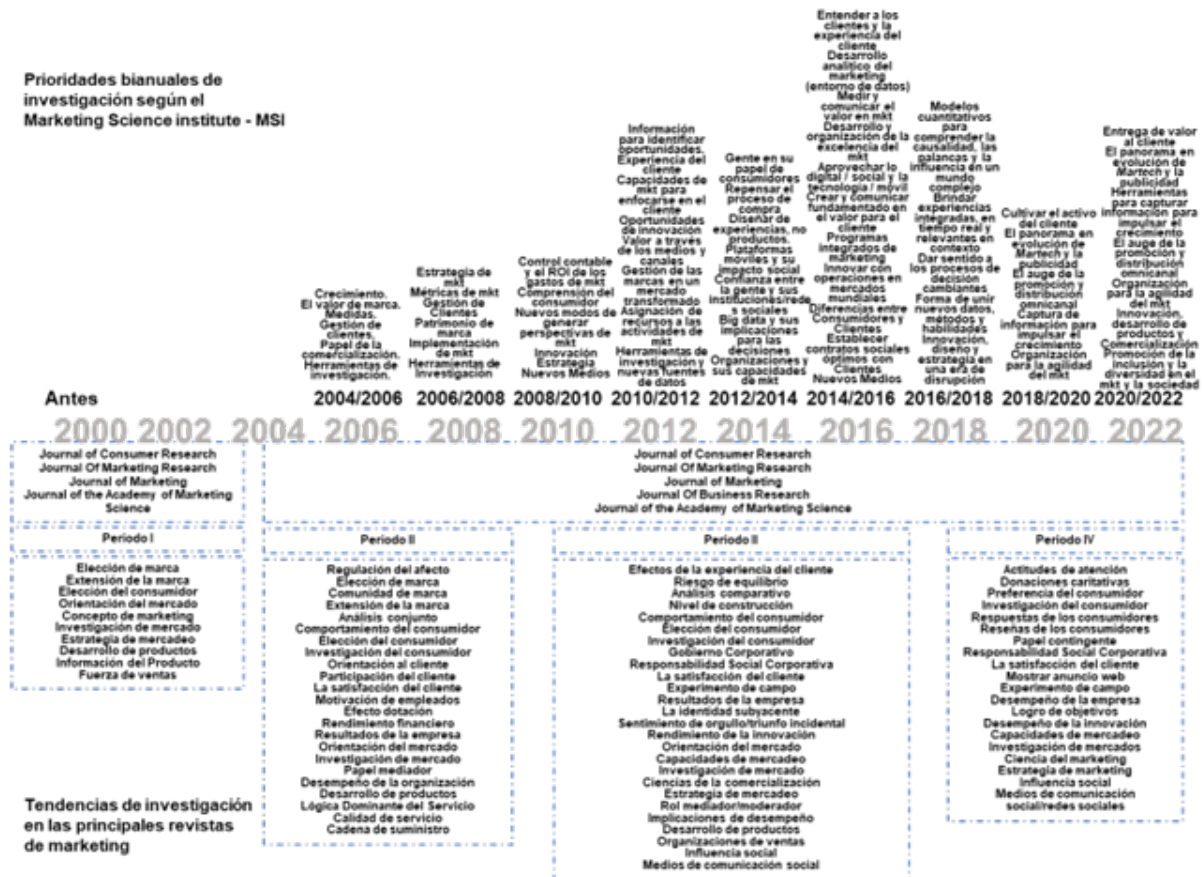 Prioridades bianuales de
investigación según el
Marketing Science institute - MSI
Crecimiento.
El valor de marca.
Medidas.
Gestión de
clientes.
Papel de la
comercialización.
Herramientas de
investigación.
Estrategia de
mkt
Métricas de mkt
Gestión de
Clientes
Patrimonio de
marca
Implementación
de mkt
Herramientas de
Investigación
Control contable
y el ROI de los
gastos de mkt
Comprensión del
consumidor
Nuevos modos de
generar
perspectivas de
mkt
Innovación
Estrategia
Nuevos Medios
Información
para identificar
oportunidades.
Experiencia del
cliente
Capacidades de
mkt para
enfocarse en el
cliente
Oportunidades
de innovación
Valor a través
de los medios y
canales
Gestión de las
marcas en un
mercado
transformado
Asignación de
recursos a las
actividades de
mkt
Herramientas de
investigación y
nuevas fuentes
de datos
Gente en su
papel de
consumidores
Repensar el
proceso de
compra
Diseñar de
experiencias, no
productos.
Plataformas
móviles y su
impacto social
Confianza entre
la gente y sus
instituciones/rede
s sociales
Big data y sus
implicaciones
para las
decisiones
Organizaciones y
sus capacidades
de mkt
Entender a los
clientes y la
experiencia del
cliente
Desarrollo
analítico del
marketing
(entorno de datos)
Medir y
comunicar el
valor en mkt
Desarrollo y
organización de la
excelencia del
mkt
Aprovechar lo
digital / social y la
tecnología / móvil
Crear y comunicar
fundamentado en
el valor para el
cliente
Programas
integrados de
marketing
Innovar con
operaciones en
mercados
mundiales
Diferencias entre
Consumidores y
Clientes
Establecer
contratos sociales
óptimos con
Clientes
Nuevos Medios
Modelos
cuantitativos
para
comprender la
causalidad, las
palancas y la
influencia en un
mundo
complejo
Brindar
experiencias
integradas, en
tiempo real y
relevantes en
contexto
Dar sentido a
los procesos de
decisión
cambiantes
Forma de unir
nuevos datos,
métodos y
habilidades
Innovación,
diseño y
estrategia en
una era de
disrupción
Cultivar el activo
del cliente
El panorama en
evolución de
Martech y la
publicidad
El auge de la
promoción y
distribución
omnicanal
Captura de
información para
impulsar el
crecimiento
Organización
para la agilidad
del mkt
Entrega de valor
al cliente
El panorama en
evolución de
Martech y la
publicidad
Herramientas
para capturar
información para
impulsar el
crecimiento
El auge de la
promoción y
distribución
omnicanal
Organización
para la agilidad
del mkt
Innovación,
desarrollo de
productos y
Comercialización
Promoción de la
inclusión y la
diversidad en el
mkt y la sociedad
Antes 2004/2006 2006/2008 2008/2010 2010/2012 2012/2014 2014/2016 2016/2018 2018/2020 2020/2022
2000 2002 2004 2006 2008 2010 2012 2014 2016 2018 2020 2022
Journal of Consumer Research
Journal Of Marketing Research
Journal of Marketing
Journal of the Academy of Marketing
Science
Journal of Consumer Research
Journal of Marketing Research
Journal of Marketing
Journal Of Business Research
Journal of the Academy of Marketing Science
Periodo I
Elección de marca
Extensión de la marca
Elección del consumidor
Orientación del mercado
Concepto de marketing
Investigación de mercado
Estrategia de mercadeo
Desarrollo de productos
Información del Producto
Fuerza de ventas
Periodo II
Regulación del afecto
Elección de marca
Comunidad de marca
Extensión de la marca
Análisis conjunto
Comportamiento del consumidor
Elección del consumidor
Investigación del consumidor
Orientación al cliente
Participación del cliente
La satisfacción del cliente
Motivación de empleados
Efecto dotación
Rendimiento financiero
Resultados de la empresa
Orientación del mercado
Investigación de mercado
Papel mediador
Desempeño de la organización
Desarrollo de productos
Lógica Dominante del Servicio
Calidad de servicio
Cadena de suministro
Periodo II
Efectos de la experiencia del cliente
Riesgo de equilibrio
Análisis comparativo
Nivel de construcción
Comportamiento del consumidor
Elección del consumidor
Investigación del consumidor
Gobierno Corporativo
Responsabilidad Social Corporativa
La satisfacción del cliente
Experimento de campo
Resultados de la empresa
La identidad subyacente
Sentimiento de orgullo/triunfo incidental
Rendimiento de la innovación
Orientación del mercado
Capacidades de mercadeo
Investigación de mercado
Ciencias de la comercialización
Estrategia de mercadeo
Rol mediador/moderador
Implicaciones de desempeño
Desarrollo de productos
Organizaciones de ventas
Influencia social
Medios de comunicación social
Periodo IV
Actitudes de atención
Donaciones caritativas
Preferencia del consumidor
Investigación del consumidor
Respuestas de los consumidores
Reseñas de los consumidores
Papel contingente
Responsabilidad Social Corporativa
La satisfacción del cliente
Mostrar anuncio web
Experimento de campo
Desempeño de la empresa
Logro de objetivos
Desempeño de la innovación
Capacidades de mercadeo
Investigación de mercados
Ciencia del marketing
Estrategia de marketing
Influencia social
Medios de comunicación
social/redes sociales
Tendencias de investigación
en las principales revistas
de marketing